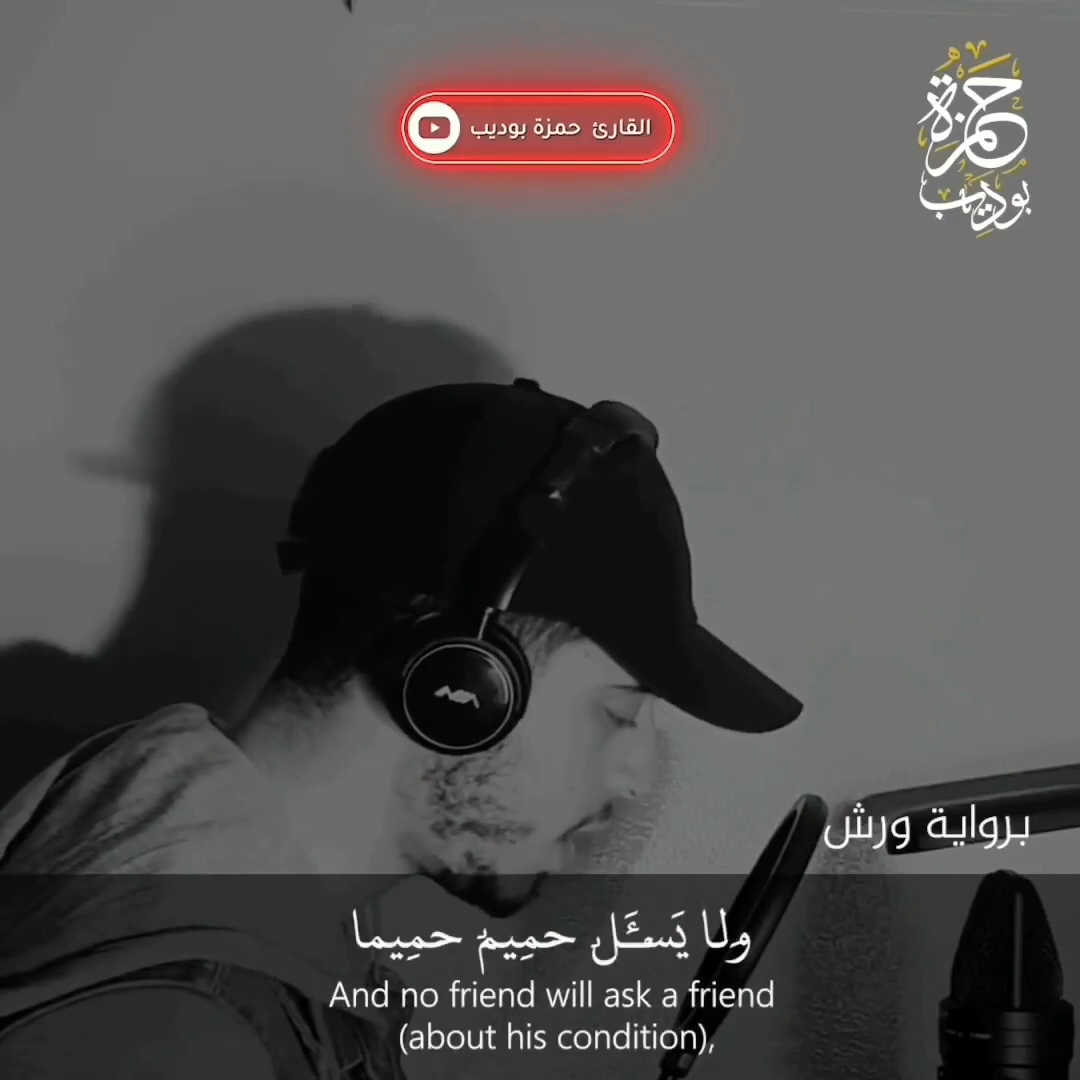 القارئ حمزة بوديب
حمزة
بوديب
برواية ورش
ولا يَسـَٔل حمِيمٌ حمِيما
And no friend will ask a friend
(about his condition),